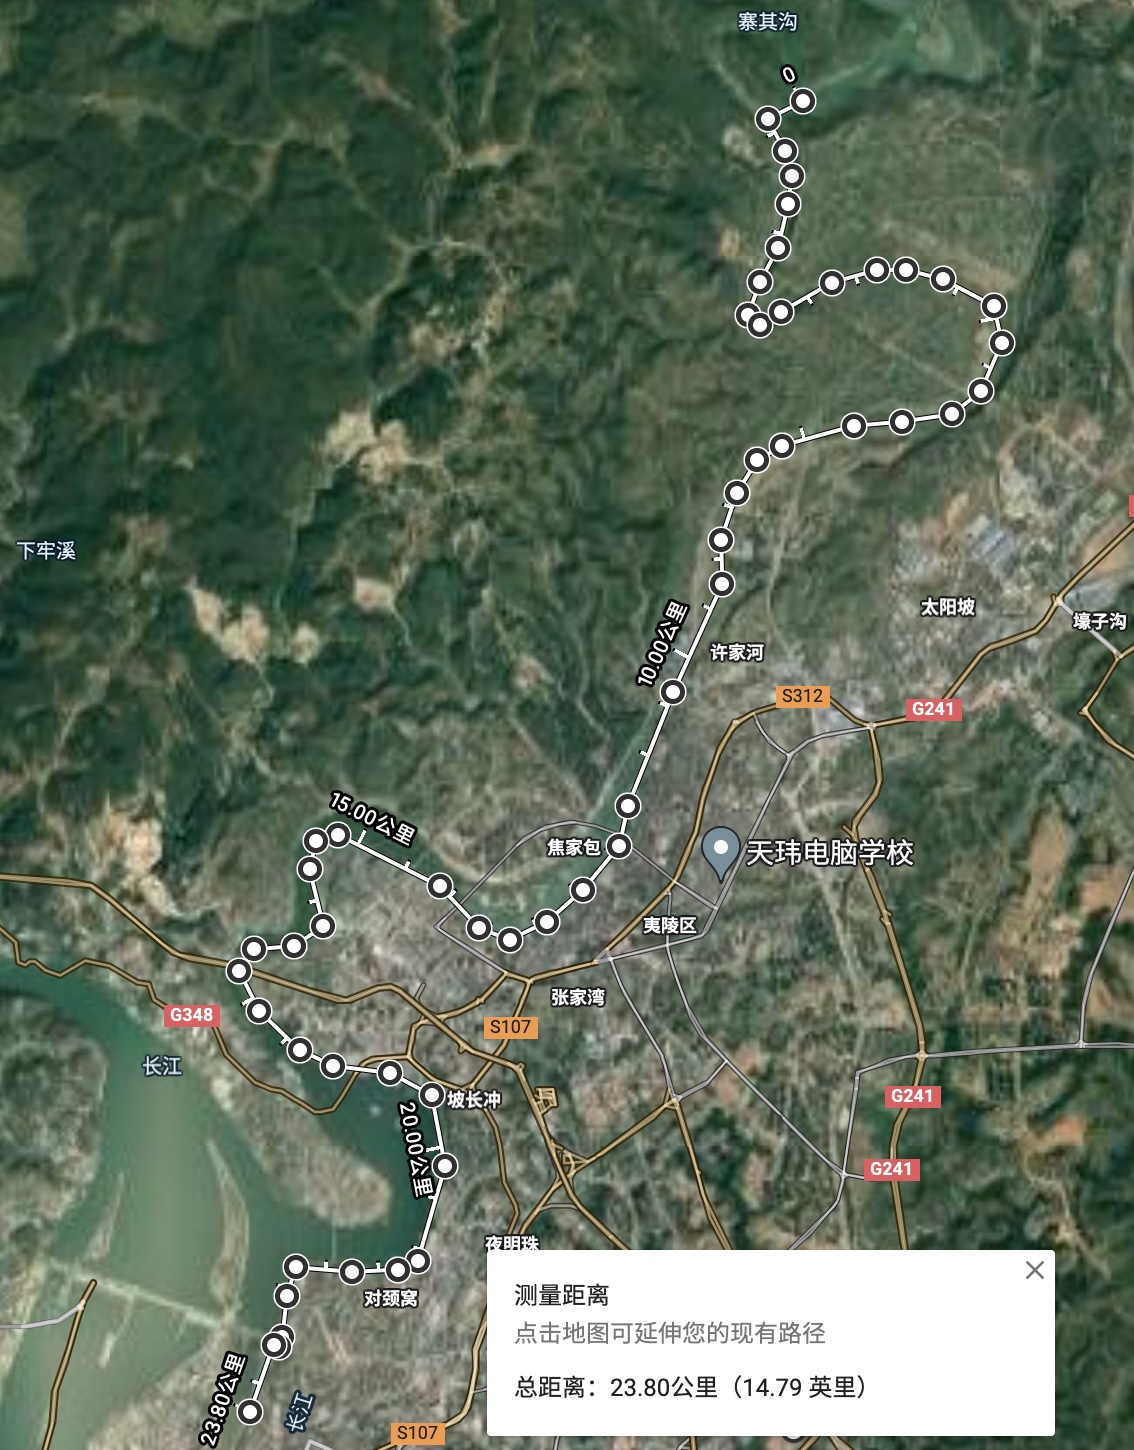 寨其沟
0
下牢溪
太阳坡
壕子沟
10.00公里
许家河
S312
G241
15.00公里
焦家包
天玮电脑学校
夷陵区
张家湾
G348
S107
长江
坡长冲
G241
20.00公里
G241
夜明珠
对颈窝
测量距离
点击地图可延伸您的现有路径
总距离：23.80公里（14.79 英里）
23.80公里
长江
S107